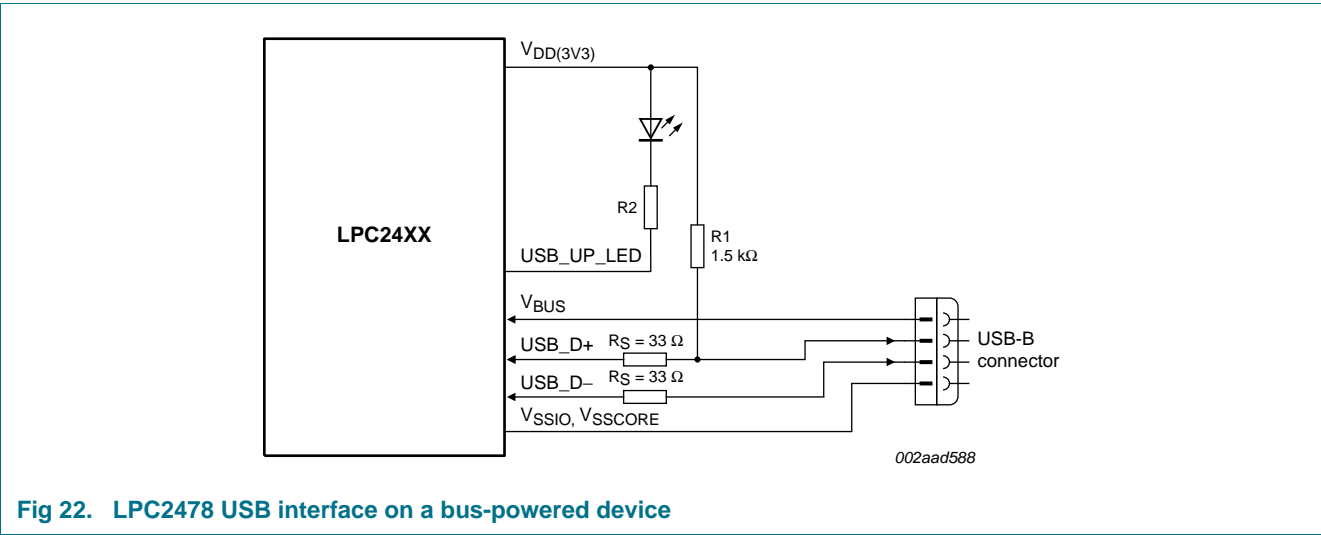 VDD(3V3)
R2
LPC24XX
R1
1.5 kΩ
USB_UP_LED
VBUS
USB_D+
RS = 33 Ω
USB-B
connector
USB_D−
RS = 33 Ω
VSSIO, VSSCORE
002aad588
Fig 22. LPC2478 USB interface on a bus-powered device